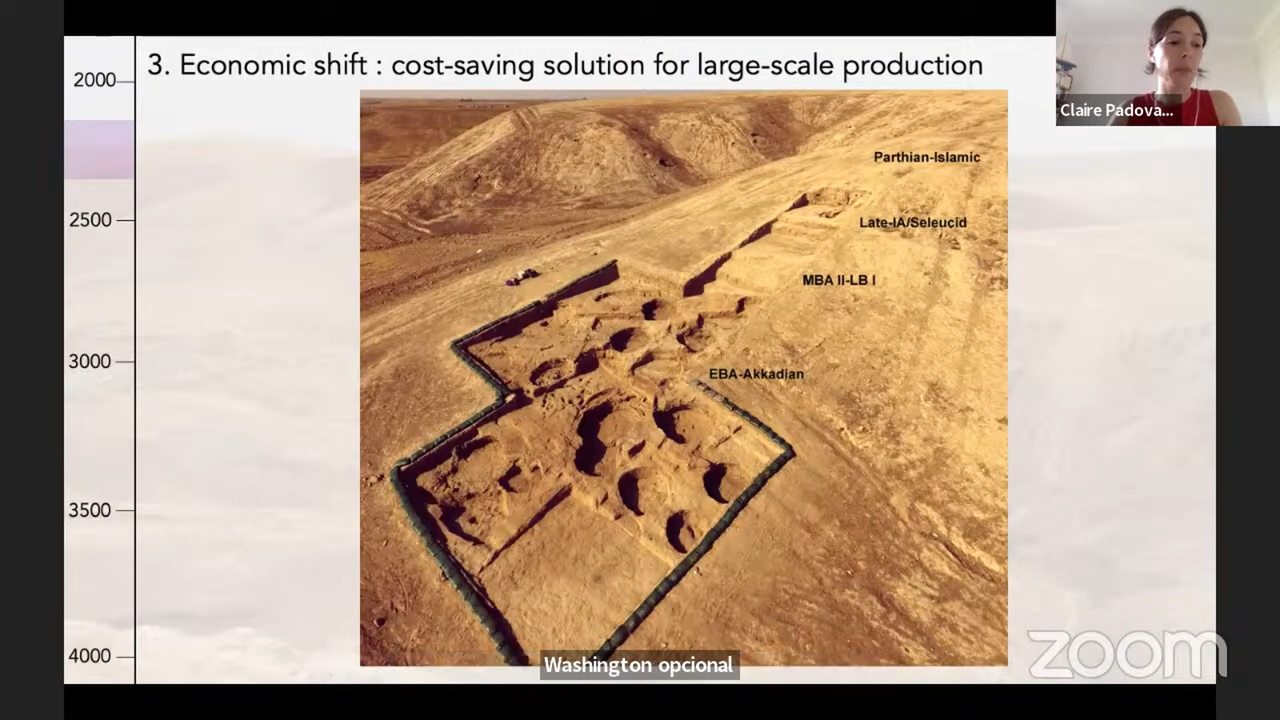 3. Economic shift : cost-saving solution for large-scale production
Claire Padova...
2000
2500
3000
3500
4000
Parthian-Islamic
Late-IA/Seleucid
MBA II-LB I
EBA-Akkadian
Washington opcional
zoom